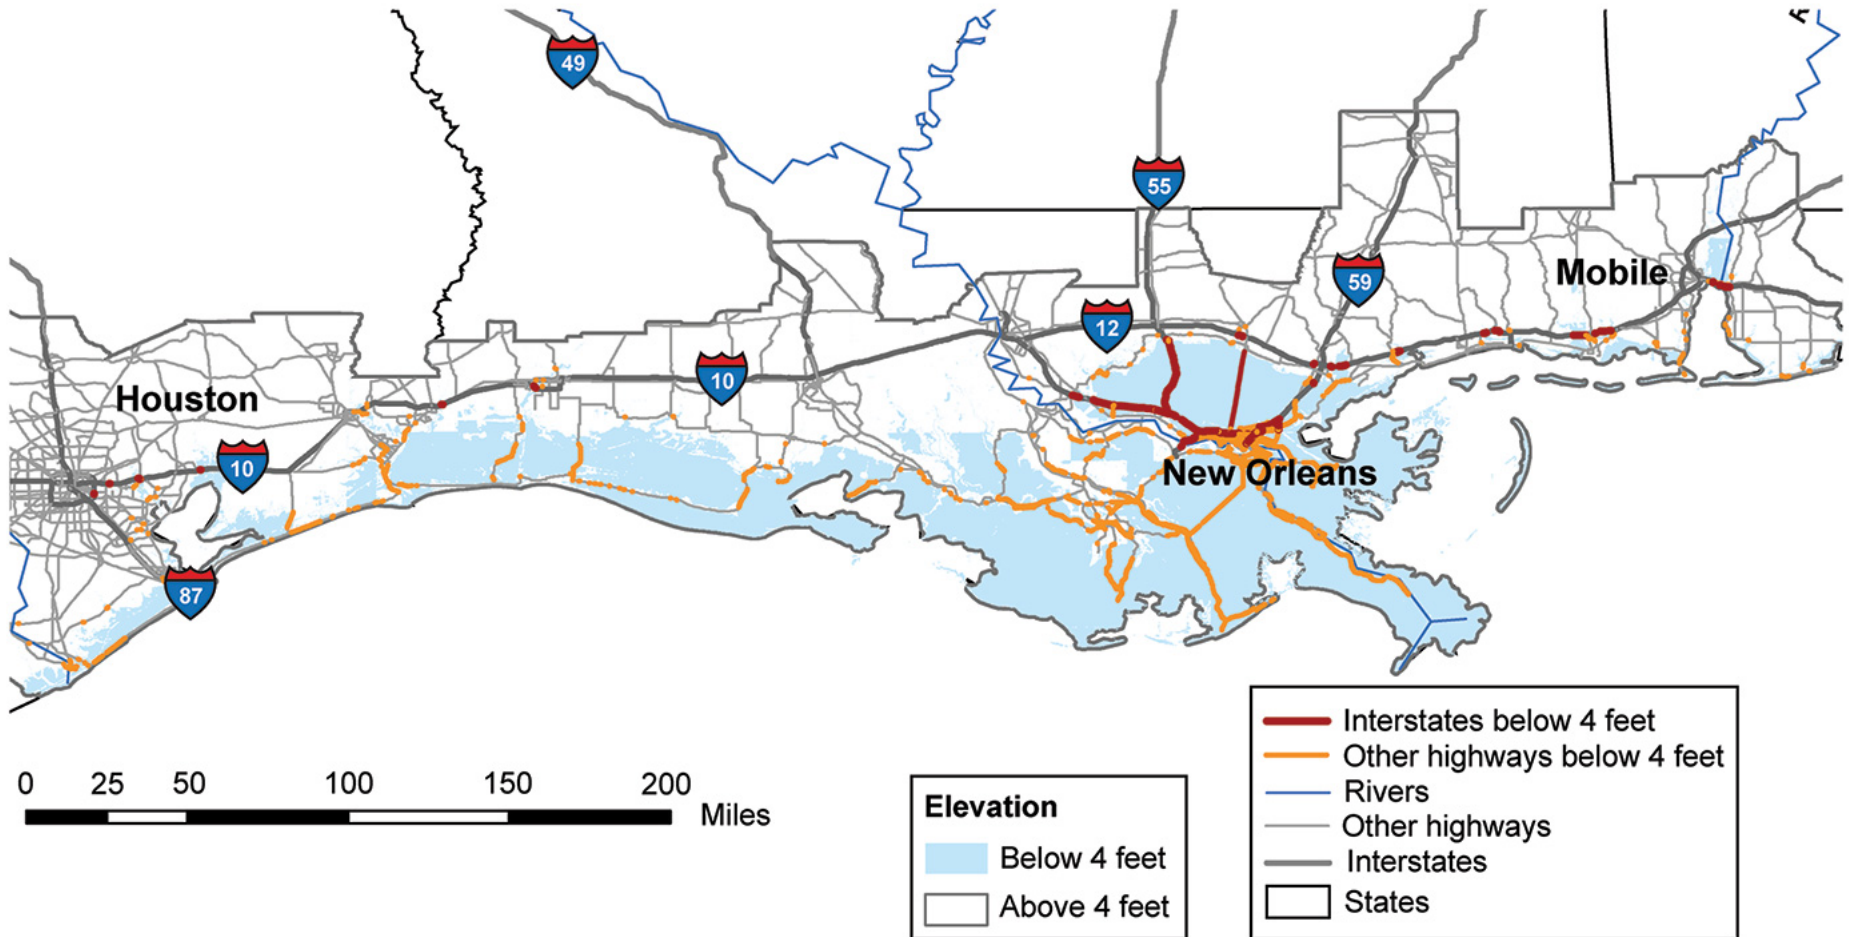 49
55
59
Mobile
12
10
Houston
10
New Orleans
87
0 25 50 100 150 200
Miles
Elevation
Below 4 feet
Above 4 feet
Interstates below 4 feet
Other highways below 4 feet
Rivers
Other highways
Interstates
States